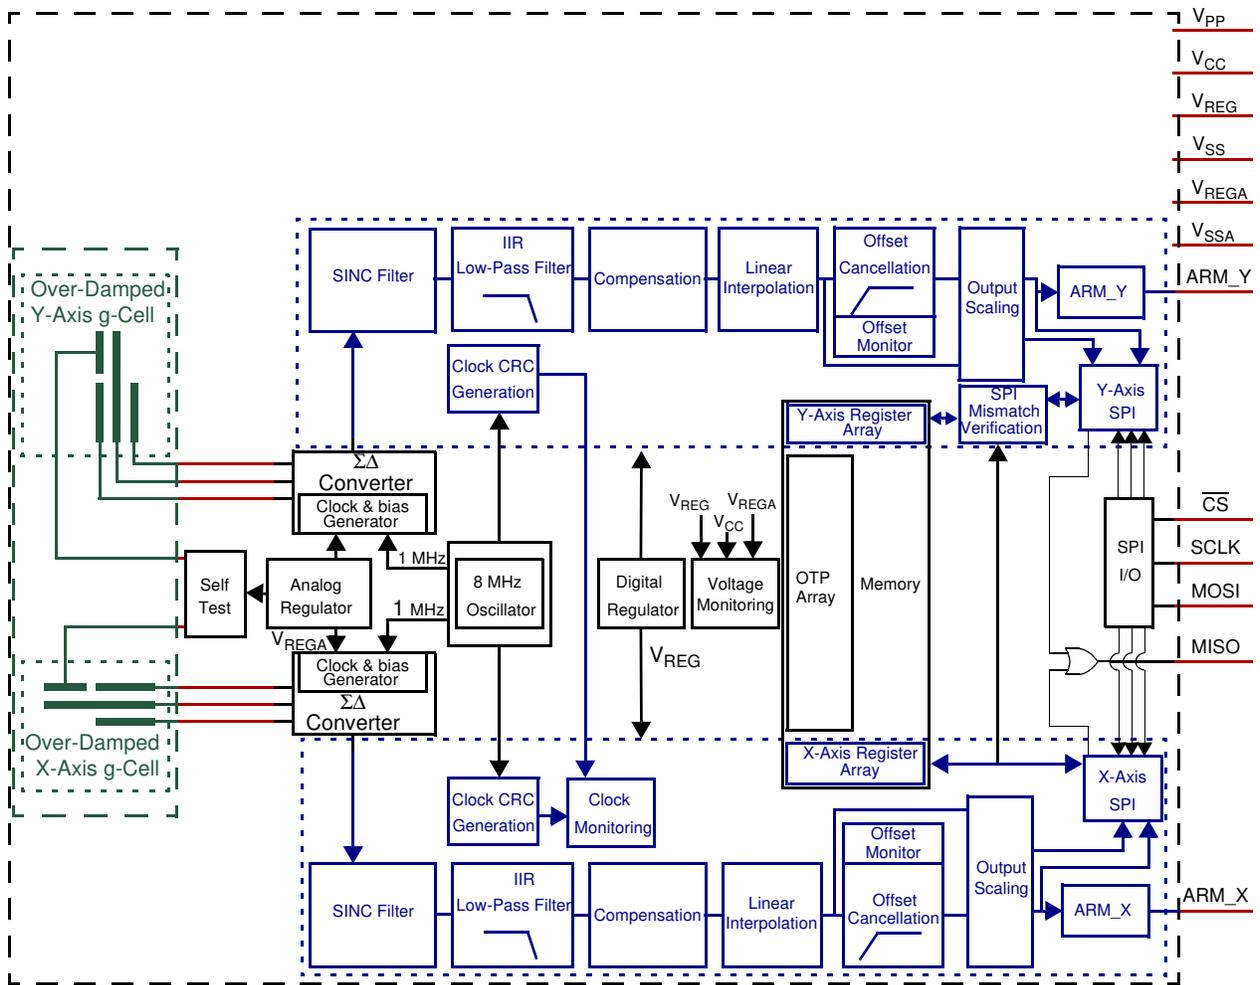 VPP
VCC
VREG
VSS
VREGA
VSSA
ARM_Y
Over-Damped
Y-Axis g-Cell
SINC Filter
IIR
Low-Pass Filter
Compensation
Linear
Interpolation
Offset
Cancellation
Offset
Monitor
Output
Scaling
ARM_Y
Clock CRC
Generation
Y-Axis Register
Array
SPI
Mismatch
Verification
Y-Axis
SPI
ΣΔ
Converter
Clock & bias
Generator
VREG
VREGA
VCC
CS
SCLK
MOSI
MISO
SPI
I/O
Self
Test
Analog
Regulator
1 MHz
1 MHz
8 MHz
Oscillator
Digital
Regulator
Voltage
Monitoring
OTP
Array
Memory
VREGA
VREG
Clock & bias
Generator
ΣΔ
Converter
Over-Damped
X-Axis g-Cell
X-Axis Register
Array
X-Axis
SPI
Clock CRC
Generation
Clock
Monitoring
Offset
Monitor
Output
Scaling
SINC Filter
IIR
Low-Pass Filter
Compensation
Linear
Interpolation
Offset
Cancellation
ARM_X
ARM_X